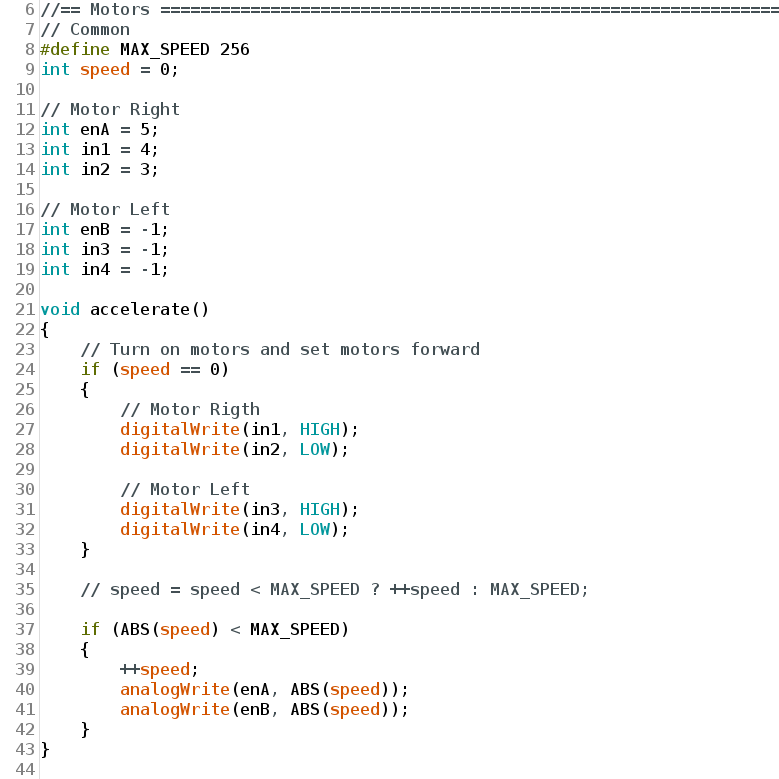 6 //== Motors ==============================================================
7 // Common
8 #define MAX_SPEED 256
9 int speed = 0;
10
11 // Motor Right
12 int enA = 5;
13 int in1 = 4;
14 int in2 = 3;
15
16 // Motor Left
17 int enB = -1;
18 int in3 = -1;
19 int in4 = -1;
20
21 void accelerate()
22 {
23     // Turn on motors and set motors forward
24     if (speed == 0)
25     {
26         // Motor Rigth
27         digitalWrite(in1, HIGH);
28         digitalWrite(in2, LOW);
29
30         // Motor Left
31         digitalWrite(in3, HIGH);
32         digitalWrite(in4, LOW);
33     }
34
35     // speed = speed < MAX_SPEED ? ++speed : MAX_SPEED;
36
37     if (ABS(speed) < MAX_SPEED)
38     {
39         ++speed;
40         analogWrite(enA, ABS(speed));
41         analogWrite(enB, ABS(speed));
42     }
43 }
44